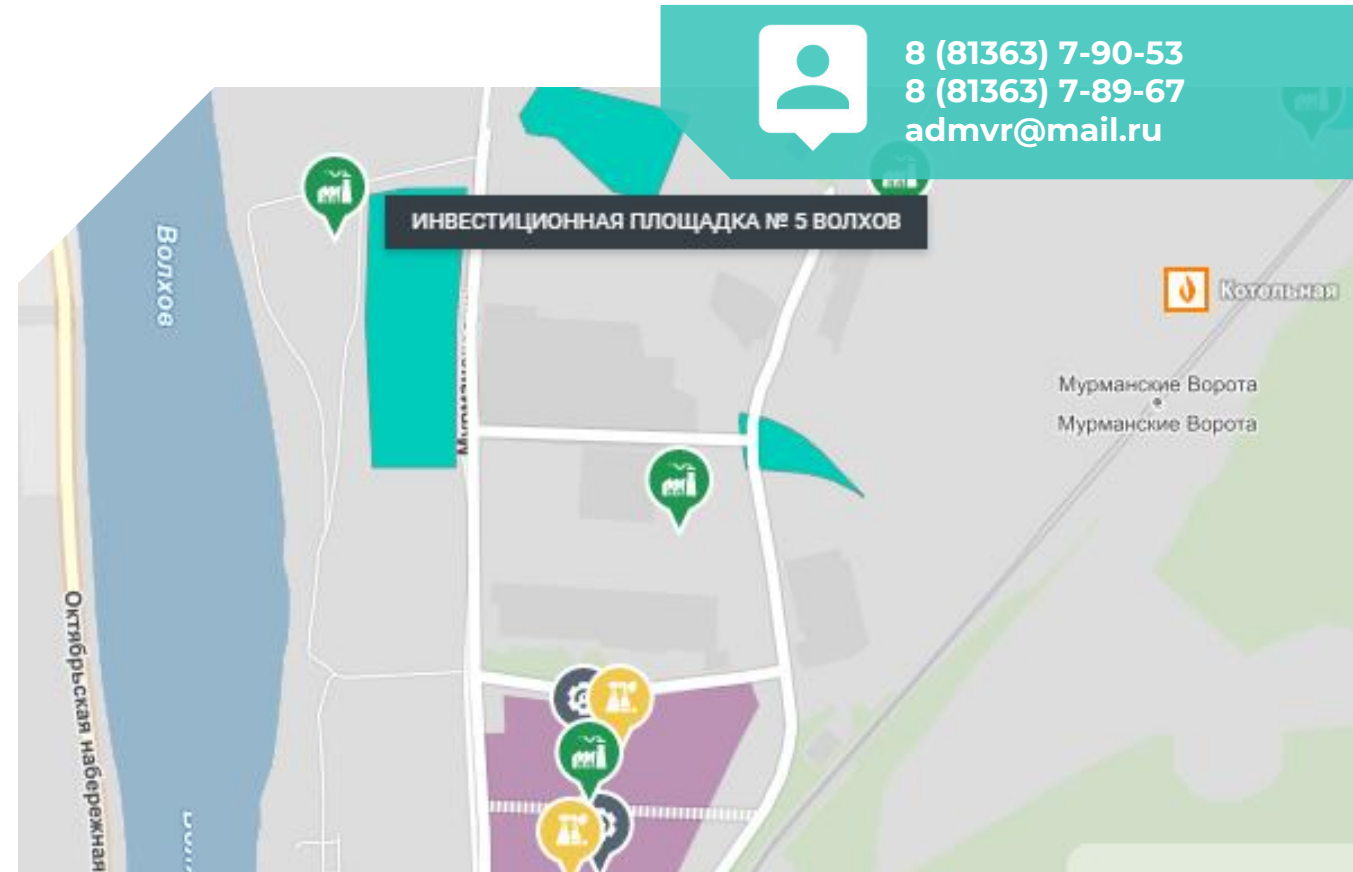 8 (81363) 7-90-53
8 (81363) 7-89-67
admvr@mail.ru
ИНВЕСТИЦИОННАЯ ПЛОЩАДКА № 5 ВОЛХОВ
Волхов
Котельная
Мурманские Ворота
Мурманские Ворота
Октябрьская набережная